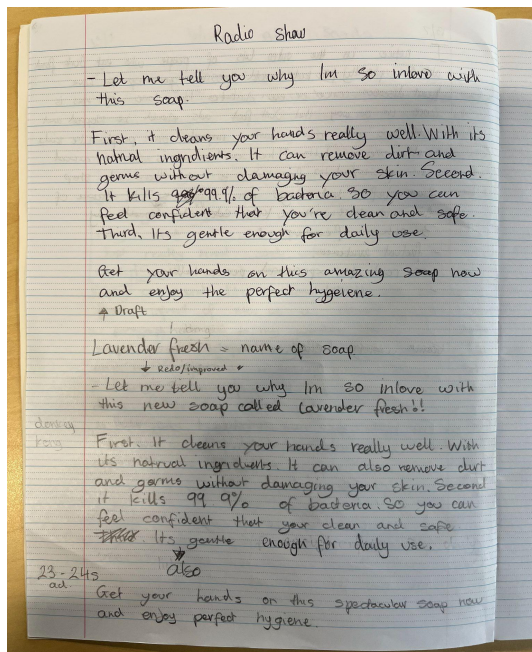 Radio show
- Let me tell you why Im so inlove with
this soap.
First, it cleans your hands really well. With its
natrual ingridients. It can remove dirt and
germs without damaging your skin. Second.
It kills 99.9% of bacteria. So you can
feel confident that you're clean and safe.
Third, Its gentle enough for daily use.
Get your hands on this amazing soap now
and enjoy the perfect hygeiene.
↑ Draft
Lavender fresh = name of soap
↓ Redo/improved ↓
- Let me tell you why Im so inlove with
this new soap called lavender fresh!!
donkey
kong
First. It cleans your hands really well. With
its natrual ingridients. It can also remove dirt
and germs without damaging your skin. Second
it kills 99.9% of bacteria. So you can
feel confident that your clean and safe
Its gentle enough for daily use.
also
23-24s
ad.
Get your hands on this spectacular soap now
and enjoy perfect hygiene.